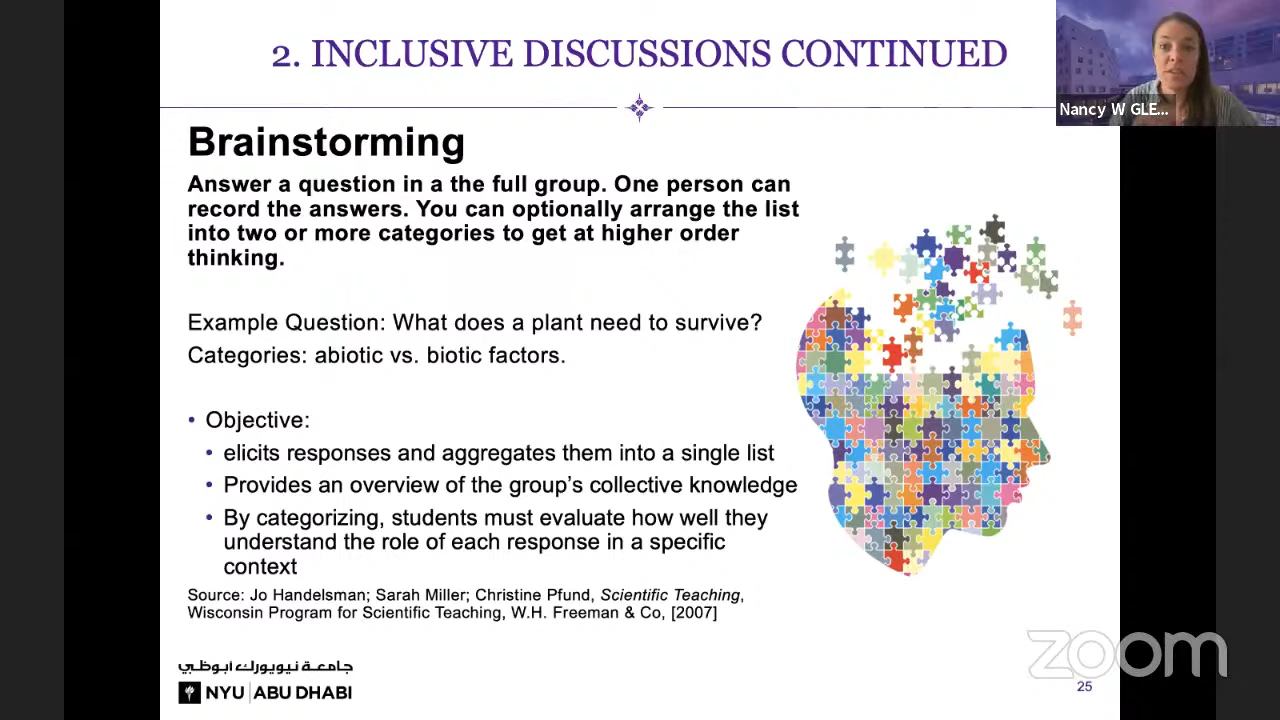 2. INCLUSIVE DISCUSSIONS CONTINUED
Nancy W GLE...
Brainstorming
Answer a question in a the full group. One person can
record the answers. You can optionally arrange the list
into two or more categories to get at higher order
thinking.
Example Question: What does a plant need to survive?
Categories: abiotic vs. biotic factors.
• Objective:
• elicits responses and aggregates them into a single list
• Provides an overview of the group's collective knowledge
• By categorizing, students must evaluate how well they
understand the role of each response in a specific
context
Source: Jo Handelsman; Sarah Miller; Christine Pfund, Scientific Teaching,
Wisconsin Program for Scientific Teaching, W.H. Freeman & Co, [2007]
جامعة نيويورك أبوظبي
NYU ABU DHABI
zoom
25